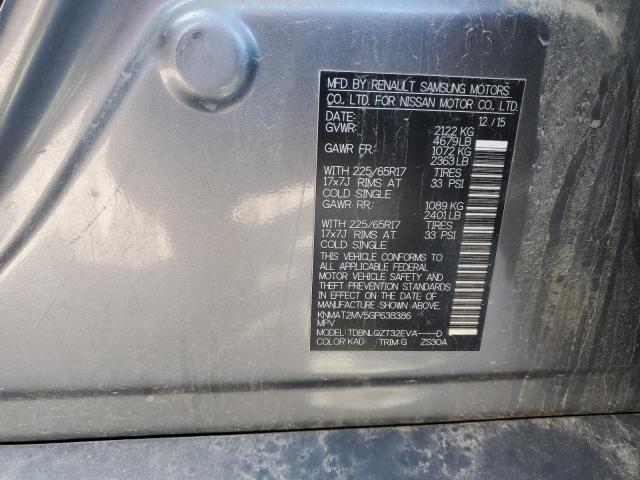 MFD BY RENAULT SAMSUNG MOTORS
CO., LTD. FOR NISSAN MOTOR CO., LTD.
DATE: 12/15
GVWR: 2122 KG
4679 LB
GAWR FR: 1072 KG
2363 LB
WITH 225/65R17 TIRES
17x7J RIMS AT 33 PSI
COLD SINGLE
GAWR RR: 1089 KG
2401 LB
WITH 225/65R17 TIRES
17x7J RIMS AT 33 PSI
COLD SINGLE
THIS VEHICLE CONFORMS TO
ALL APPLICABLE FEDERAL
MOTOR VEHICLE SAFETY AND
THEFT PREVENTION STANDARDS
IN EFFECT ON THE DATE OF
MANUFACTURE SHOWN ABOVE.
KNMAT2MV5GP638386
MPV
MODEL: TDBNLQZT32EVA----D
COLOR: KAD TRIM: G ZS30A